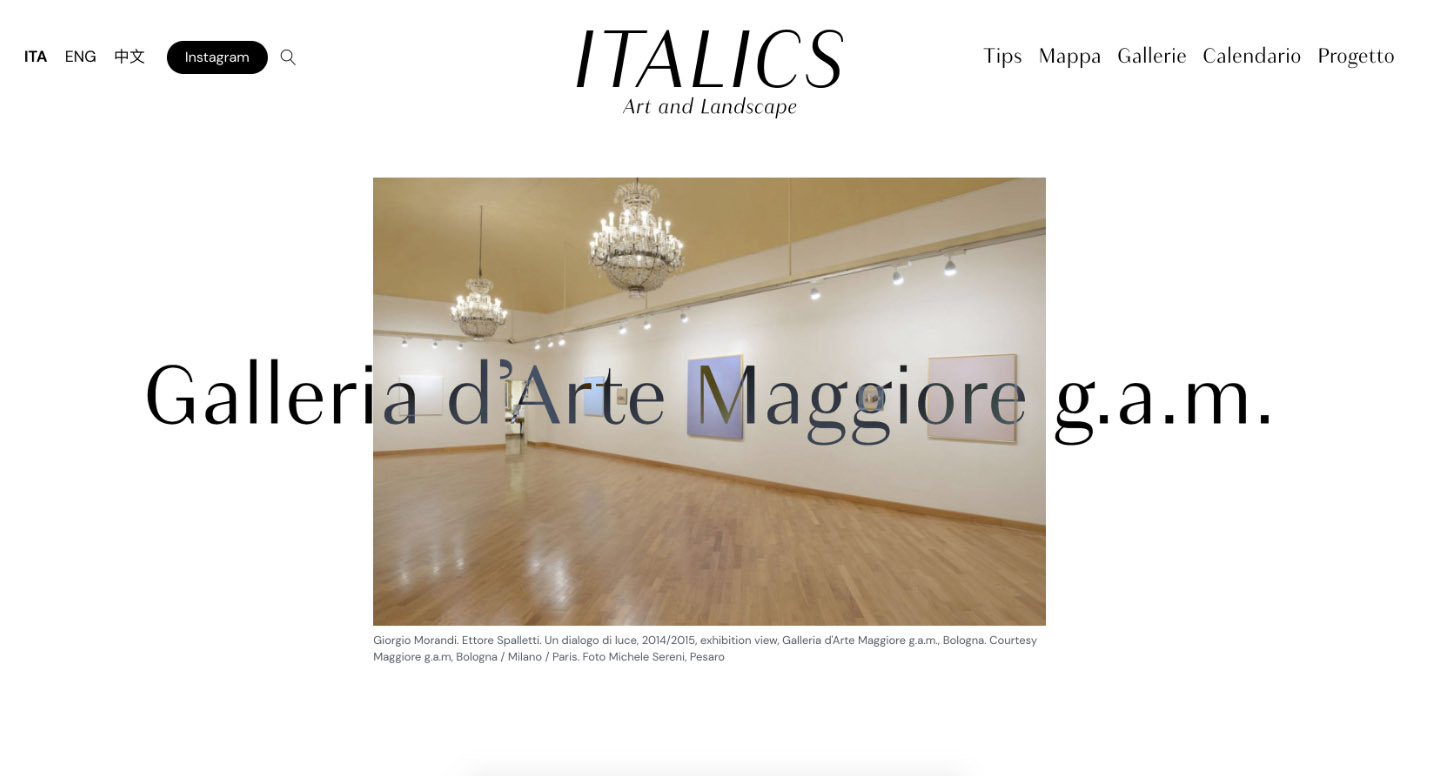 ITA ENG 中文 Instagram
ITALICS
Art and Landscape
Tips Mappa Gallerie Calendario Progetto
Galleria d’Arte Maggiore g.a.m.
Giorgio Morandi. Ettore Spalletti. Un dialogo di luce, 2014/2015, exhibition view, Galleria d'Arte Maggiore g.a.m., Bologna. Courtesy
Maggiore g.a.m, Bologna / Milano / Paris. Foto Michele Sereni, Pesaro